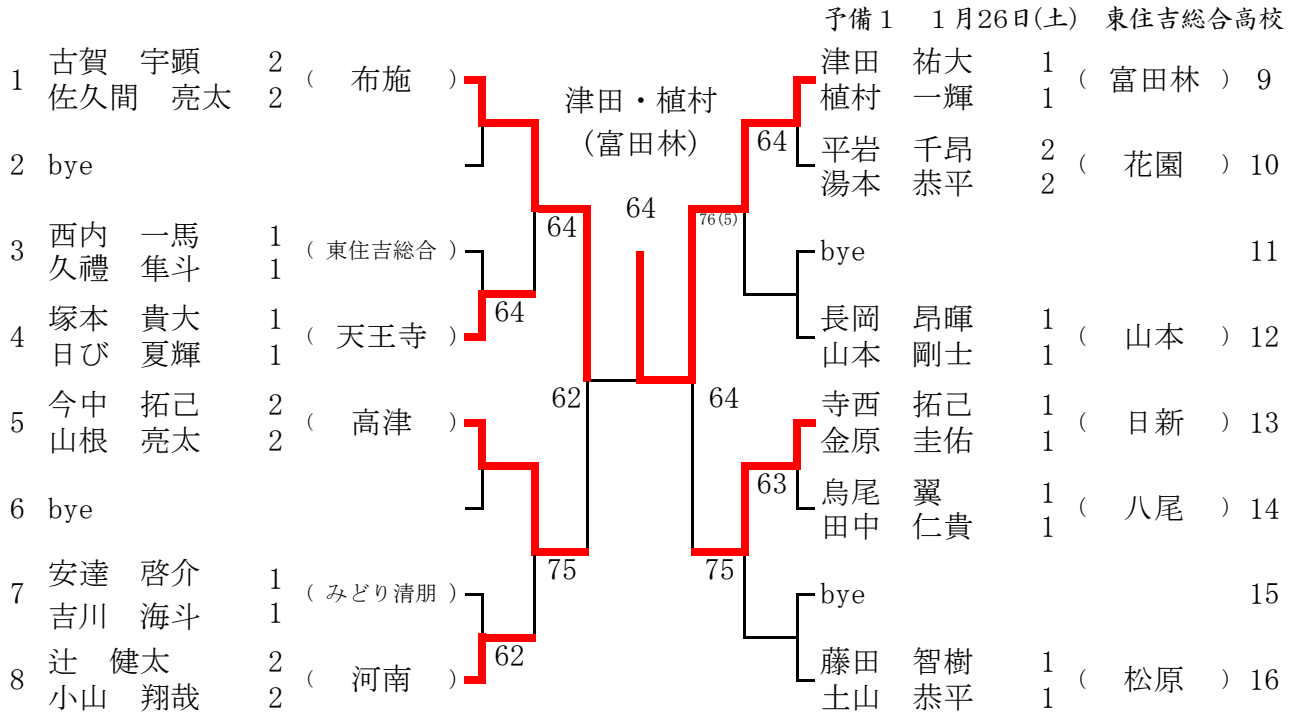 予備１　１月26日(土)　東住吉総合高校
1 古賀　宇顕 2 ( 布施 )
佐久間　亮太 2
2 bye
3 西内　一馬 1 ( 東住吉総合 )
久禮　隼斗 1
4 塚本　貴大 1 ( 天王寺 )
日び　夏輝 1
5 今中　拓己 2 ( 高津 )
山根　亮太 2
6 bye
7 安達　啓介 1 ( みどり清朋 )
吉川　海斗 1
8 辻　健太 2 ( 河南 )
小山　翔哉 2
64
64
62
75
62
津田・植村
(富田林)
64
64
76(5)
64
63
75
津田　祐大 1 ( 富田林 ) 9
植村　一輝 1
平岩　千昂 2 ( 花園 ) 10
湯本　恭平 2
bye 11
長岡　昂暉 1 ( 山本 ) 12
山本　剛士 1
寺西　拓己 1 ( 日新 ) 13
金原　圭佑 1
烏尾　翼 1 ( 八尾 ) 14
田中　仁貴 1
bye 15
藤田　智樹 1 ( 松原 ) 16
土山　恭平 1